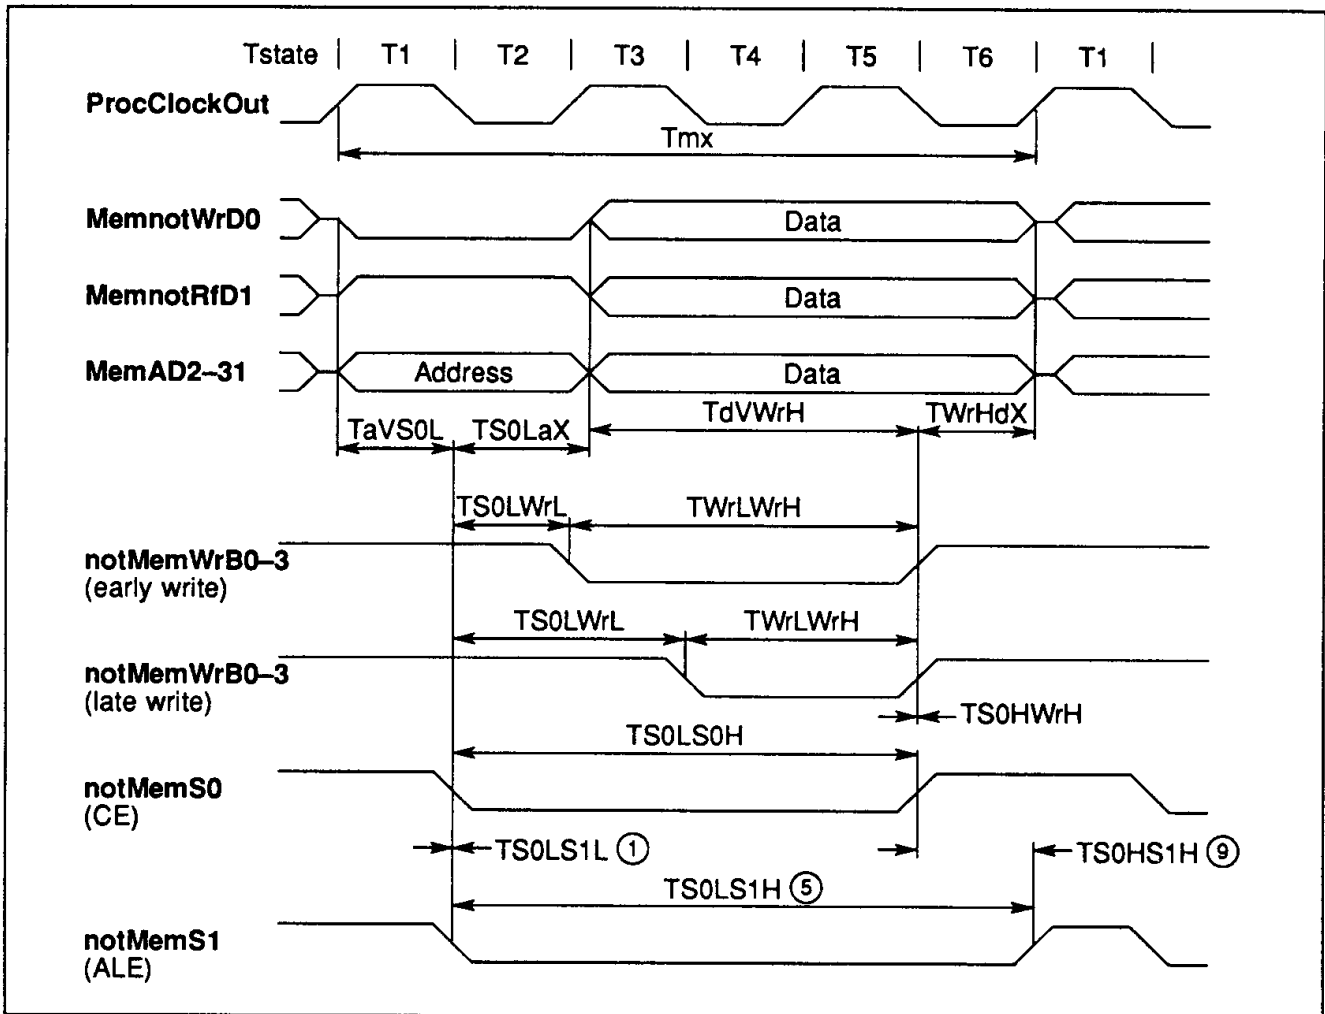 Tstate | T1 | T2 | T3 | T4 | T5 | T6 | T1 |
ProcClockOut
Tmx
MemnotWrD0
Data
MemnotRfD1
Data
MemAD2–31
Address
Data
TaVS0L
TS0LaX
TdVWrH
TWrHdX
TS0LWrL
TWrLWrH
notMemWrB0–3
(early write)
TS0LWrL
TWrLWrH
notMemWrB0–3
(late write)
TS0HWrH
TS0LS0H
notMemS0
(CE)
TS0LS1L ①
TS0HS1H ⑨
TS0LS1H ⑤
notMemS1
(ALE)